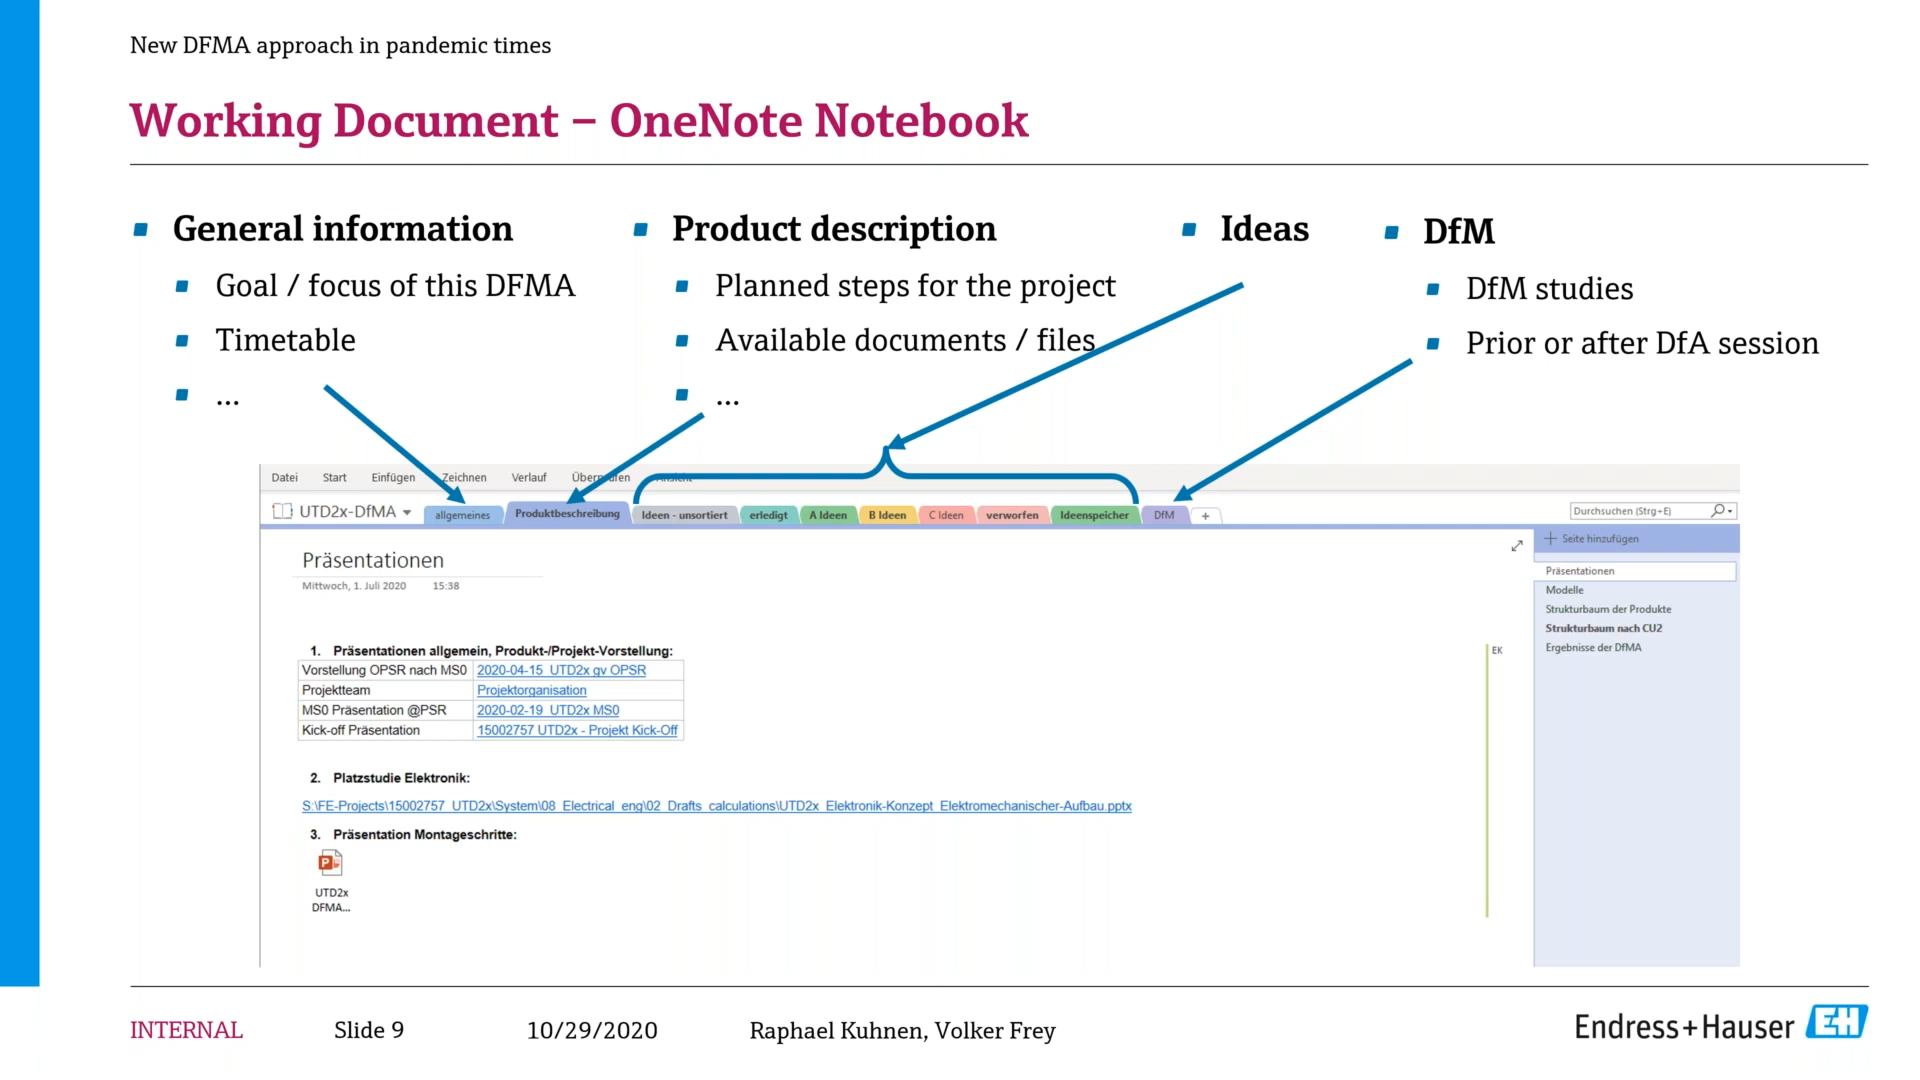 New DFMA approach in pandemic times
Working Document – OneNote Notebook
General information
Goal / focus of this DFMA
Timetable
...
Product description
Planned steps for the project
Available documents / files
...
Ideas
DfM
DfM studies
Prior or after DfA session
Datei Start Einfügen Zeichnen Verlauf Überprüfen Ansicht
UTD2x-DfMA allgemeines Produktbeschreibung Ideen - unsortiert erledigt A Ideen B Ideen C Ideen verworfen Ideenspeicher DfM + Durchsuchen (Strg+E)
Präsentationen
Mittwoch, 1. Juli 2020 15:38
1. Präsentationen allgemein, Produkt-/Projekt-Vorstellung:
Vorstellung OPSR nach MS0 2020-04-15_UTD2x gv OPSR
Projektteam Projektorganisation
MS0 Präsentation @PSR 2020-02-19_UTD2x MS0
Kick-off Präsentation 15002757 UTD2x - Projekt Kick-Off
2. Platzstudie Elektronik:
S:\FE-Projects\15002757_UTD2x\System\08_Electrical_eng\02_Drafts_calculations\UTD2x_Elektronik-Konzept_Elektromechanischer-Aufbau.pptx
3. Präsentation Montageschritte:
UTD2x
DFMA...
EK
Seite hinzufügen
Präsentationen
Modelle
Strukturbaum der Produkte
Strukturbaum nach CU2
Ergebnisse der DfMA
INTERNAL Slide 9 10/29/2020 Raphael Kuhnen, Volker Frey
Endress+Hauser EH